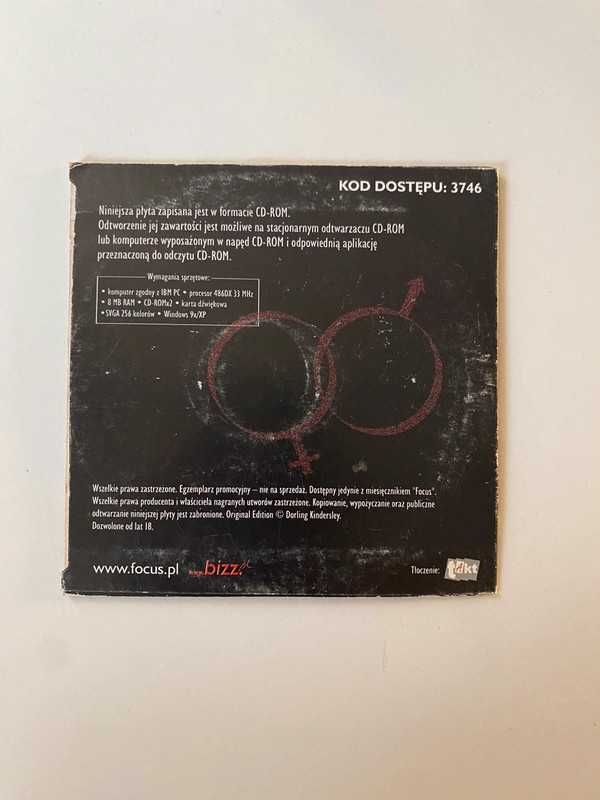 KOD DOSTĘPU: 3746
Niniejsza płyta zapisana jest w formacie CD-ROM.
Odtworzenie jej zawartości jest możliwe na stacjonarnym odtwarzaczu CD-ROM
lub komputerze wyposażonym w napęd CD-ROM i odpowiednią aplikację
przeznaczoną do odczytu CD-ROM.
Wymagania sprzętowe:
• komputer zgodny z IBM PC • procesor 486DX 33 MHz
• 8 MB RAM • CD-ROMx2 • karta dźwiękowa
• SVGA 256 kolorów • Windows 9x/XP
Wszelkie prawa zastrzeżone. Egzemplarz promocyjny – nie na sprzedaż. Dostępny jedynie z miesięcznikiem "Focus".
Wszelkie prawa producenta i właściciela nagranych utworów zastrzeżone. Kopiowanie, wypożyczanie oraz publiczne
odtwarzanie niniejszej płyty jest zabronione. Original Edition © Dorling Kindersley.
Dozwolone od lat 18.
www.focus.pl bizz.pl Tłoczenie: takt